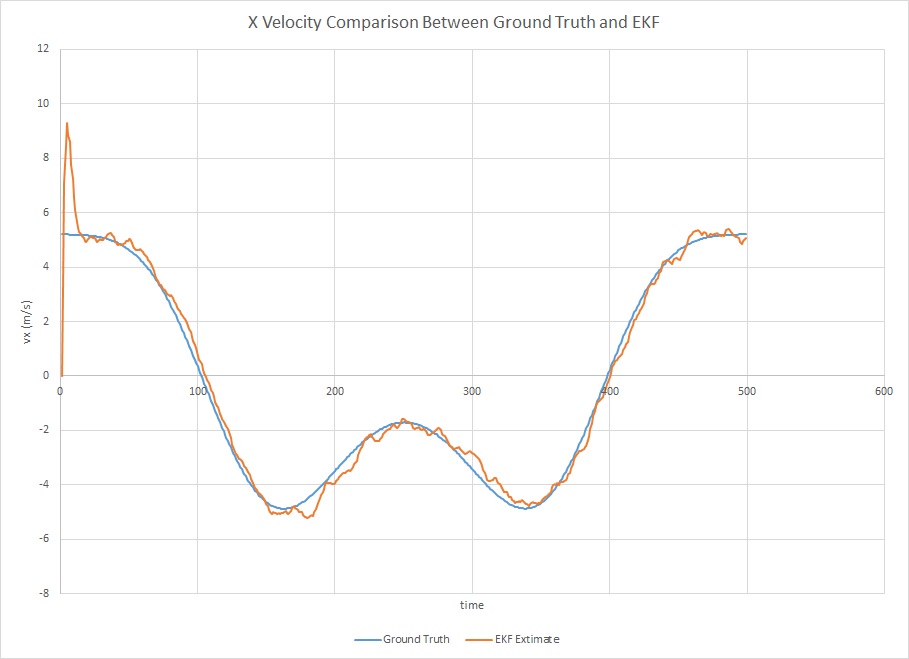 X Velocity Comparison Between Ground Truth and EKF
12
10
8
6
4
2
0
-2
-4
-6
-8
vx (m/s)
0 100 200 300 400 500 600
time
Ground Truth EKF Extimate